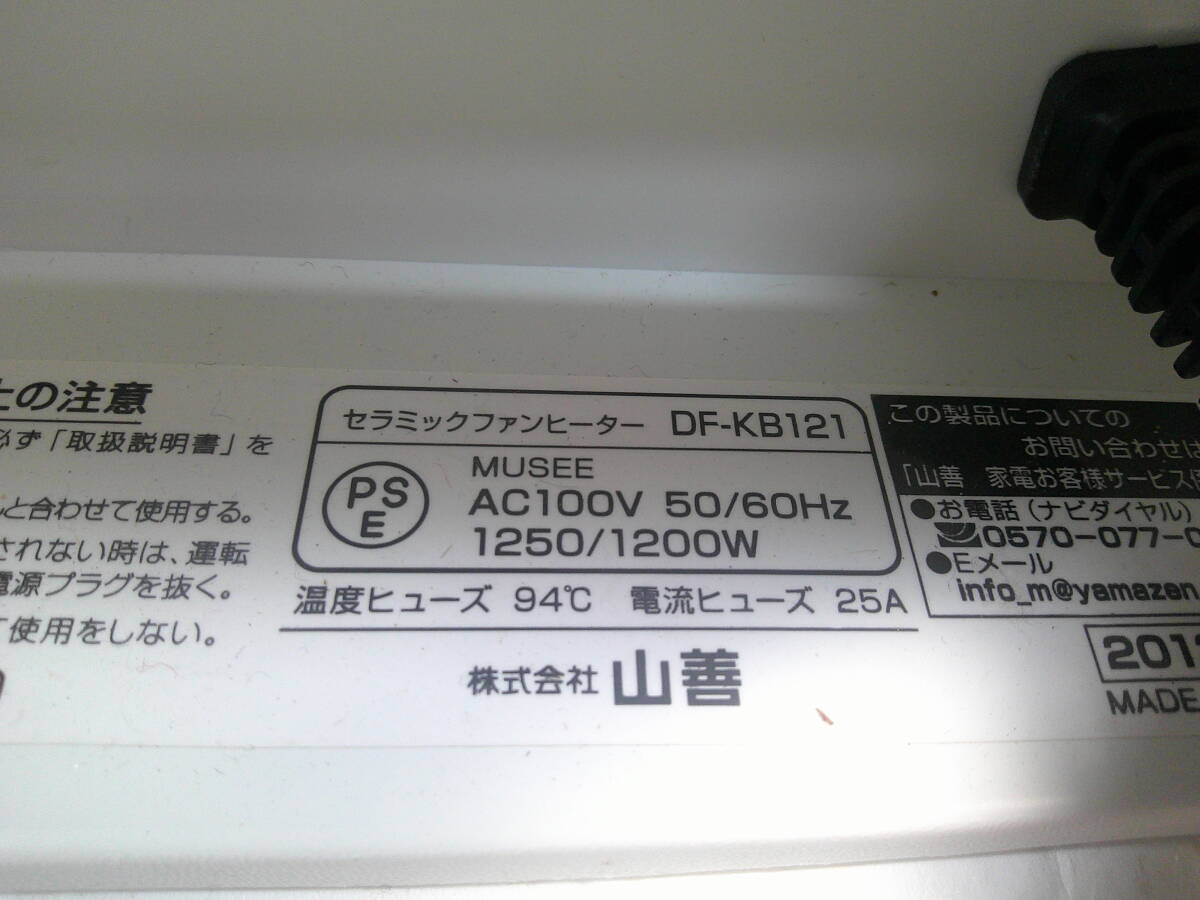 上の注意
必ず「取扱説明書」を
と合わせて使用する。
されない時は、運転
電源プラグを抜く。
使用をしない。
セラミックファンヒーター DF-KB121
PS
E
MUSEE
AC100V 50/60Hz
1250/1200W
温度ヒューズ 94℃ 電流ヒューズ 25A
株式会社 山善
この製品についての
お問い合わせは
「山善 家電お客様サービス
●お電話（ナビダイヤル）
0570-077-0
●Eメール
info_m@yamazen
201
MADE